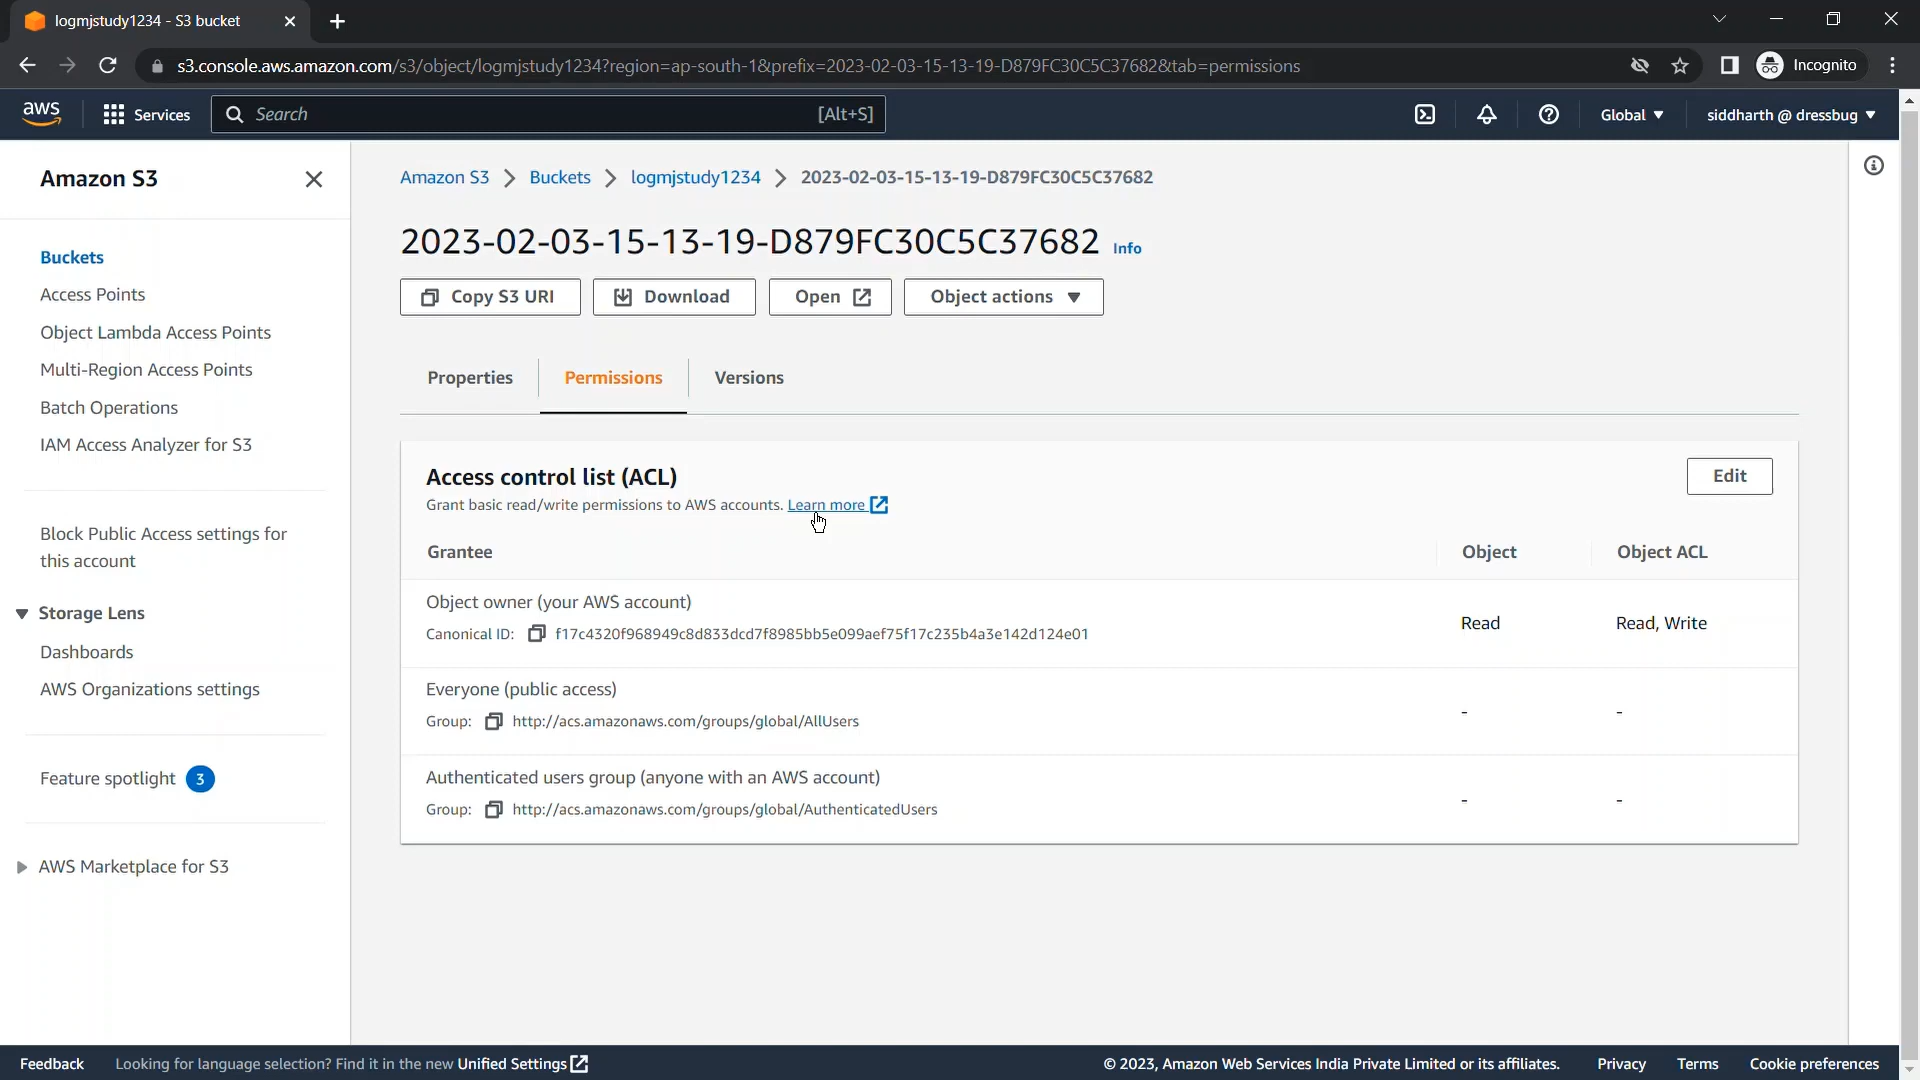 logmjstudy1234 - S3 bucket
s3.console.aws.amazon.com/s3/object/logmjstudy1234?region=ap-south-1&prefix=2023-02-03-15-13-19-D879FC30C5C37682&tab=permissions
Incognito
aws
Services
Search
[Alt+S]
Global
siddharth @ dressbug
Amazon S3
Buckets
Access Points
Object Lambda Access Points
Multi-Region Access Points
Batch Operations
IAM Access Analyzer for S3
Block Public Access settings for
this account
Storage Lens
Dashboards
AWS Organizations settings
Feature spotlight 3
AWS Marketplace for S3
Amazon S3 > Buckets > logmjstudy1234 > 2023-02-03-15-13-19-D879FC30C5C37682
2023-02-03-15-13-19-D879FC30C5C37682 Info
Copy S3 URI
Download
Open
Object actions
Properties
Permissions
Versions
Access control list (ACL)
Edit
Grant basic read/write permissions to AWS accounts. Learn more
Grantee
Object
Object ACL
Object owner (your AWS account)
Canonical ID: f17c4320f968949c8d833dcd7f8985bb5e099aef75f17c235b4a3e142d124e01
Read
Read, Write
Everyone (public access)
Group: http://acs.amazonaws.com/groups/global/AllUsers
-
-
Authenticated users group (anyone with an AWS account)
Group: http://acs.amazonaws.com/groups/global/AuthenticatedUsers
-
-
Feedback
Looking for language selection? Find it in the new Unified Settings
© 2023, Amazon Web Services India Private Limited or its affiliates.
Privacy
Terms
Cookie preferences